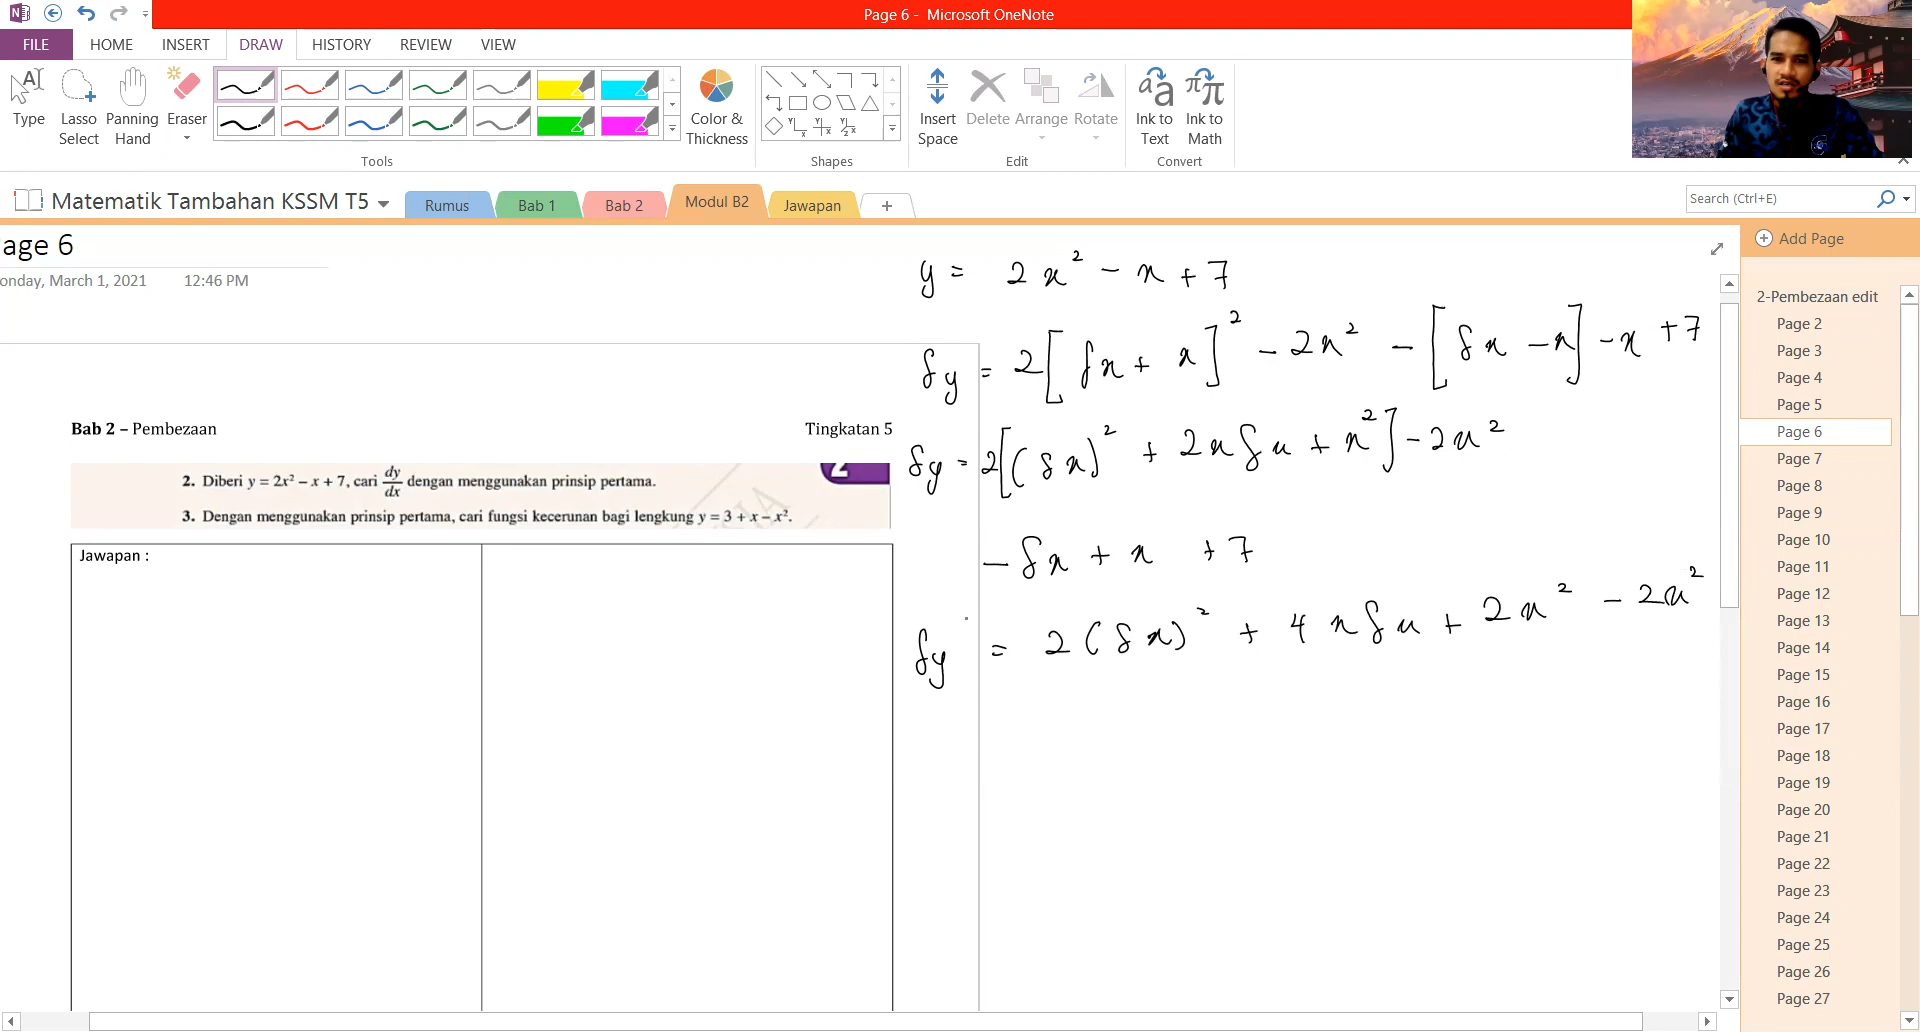 Page 6 - Microsoft OneNote
FILE HOME INSERT DRAW HISTORY REVIEW VIEW
Type
Lasso Select
Panning Hand
Eraser
Color & Thickness
Insert Space
Delete
Arrange
Rotate
Ink to Text
Ink to Math
Tools
Shapes
Edit
Convert
Matematik Tambahan KSSM T5
Rumus
Bab 1
Bab 2
Modul B2
Jawapan
+
Search (Ctrl+E)
age 6
onday, March 1, 2021 12:46 PM
Bab 2 – Pembezaan Tingkatan 5
2. Diberi y = 2x² – x + 7, cari dy/dx dengan menggunakan prinsip pertama.
3. Dengan menggunakan prinsip pertama, cari fungsi kecerunan bagi lengkung y = 3 + x – x².
Jawapan :
y = 2x² - x + 7
δy = 2[δx + x]² - 2x² - [δx - x] - x + 7
δy = 2[(δx)² + 2xδx + x²] - 2x²
- δx + x + 7
δy = 2(δx)² + 4xδx + 2x² - 2x²
Add Page
2-Pembezaan edit
Page 2
Page 3
Page 4
Page 5
Page 6
Page 7
Page 8
Page 9
Page 10
Page 11
Page 12
Page 13
Page 14
Page 15
Page 16
Page 17
Page 18
Page 19
Page 20
Page 21
Page 22
Page 23
Page 24
Page 25
Page 26
Page 27